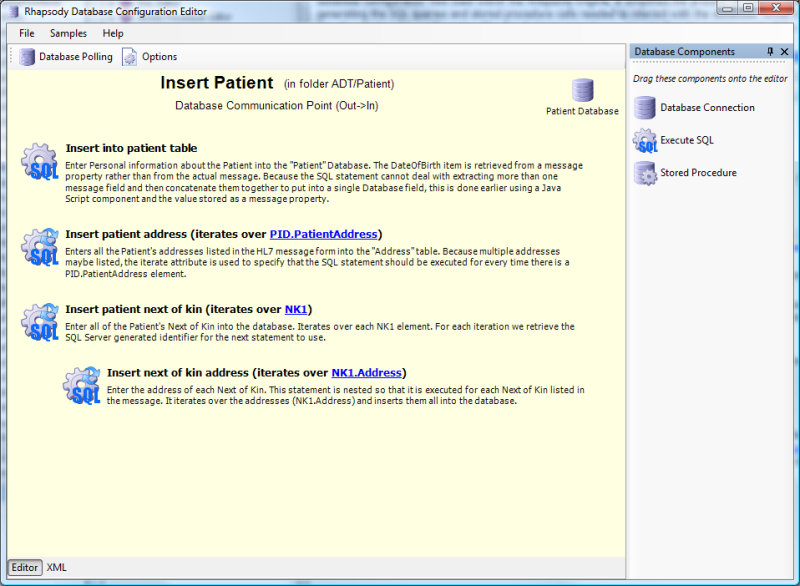 Rhapsody Database Configuration Editor
File Samples Help
Database Polling Options
Insert Patient (in folder ADT/Patient)
Database Communication Point (Out->In)
Patient Database
Insert into patient table
Enter Personal information about the Patient into the "Patient" Database. The DateOfBirth item is retrieved from a message
property rather than from the actual message. Because the SQL statement cannot deal with extracting more than one
message field and then concatenate them together to put into a single Database field, this is done earlier using a Java
Script component and the value stored as a message property.
Insert patient address (iterates over PID.PatientAddress)
Enters all the Patient's addresses listed in the HL7 message form into the "Address" table. Because multiple addresses
maybe listed, the iterate attribute is used to specify that the SQL statement should be executed for every time there is a
PID.PatientAddress element.
Insert patient next of kin (iterates over NK1)
Enter all of the Patient's Next of Kin into the database. Iterates over each NK1 element. For each iteration we retrieve the
SQL Server generated identifier for the next statement to use.
Insert next of kin address (iterates over NK1.Address)
Enter the address of each Next of Kin. This statement is nested so that it is executed for each Next of Kin listed in
the message. It iterates over the addresses (NK1.Address) and inserts them all into the database.
SQL
SQL
SQL
SQL
Database Components
Drag these components onto the editor
Database Connection
SQL Execute SQL
Stored Procedure
Editor XML